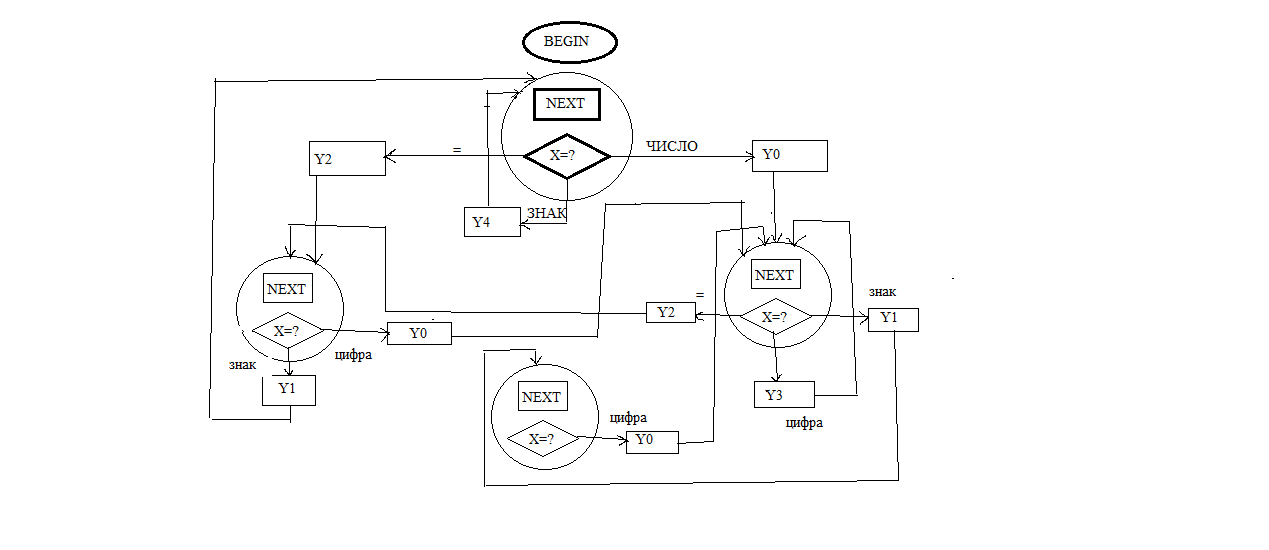 BEGIN
NEXT
X=?
=
ЧИСЛО
Y2
Y0
Y4
ЗНАК
NEXT
X=?
знак
цифра
Y0
Y1
NEXT
X=?
=
Y2
знак
Y1
Y3
цифра
NEXT
X=?
цифра
Y0